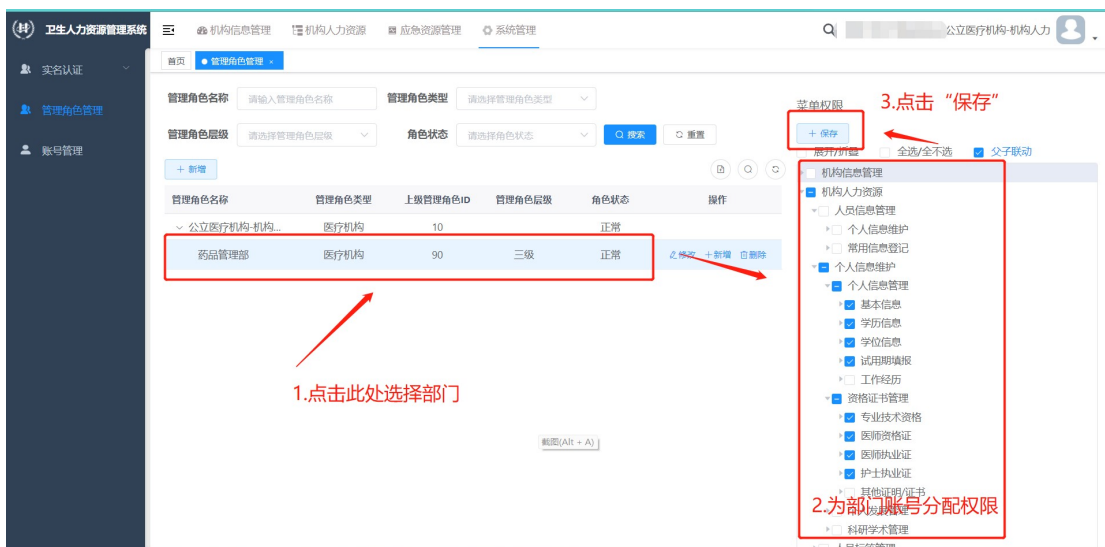 卫生人力资源管理系统 机构信息管理 机构人力资源 应急资源管理 系统管理 公立医疗机构-机构人力
首页 管理角色管理 ×
实名认证
管理角色管理
账号管理
管理角色名称 请输入管理角色名称 管理角色类型 请选择管理角色类型
管理角色层级 请选择管理角色层级 角色状态 请选择角色状态 搜索 重置
+ 新增
管理角色名称 管理角色类型 上级管理角色ID 管理角色层级 角色状态 操作
公立医疗机构-机构... 医疗机构 10 正常
药品管理部 医疗机构 90 三级 正常 修改 +新增 删除
1.点击此处选择部门
截图(Alt + A)
菜单权限 3.点击“保存”
+ 保存
展开/折叠 全选/全不选 父子联动
机构信息管理
机构人力资源
人员信息管理
个人信息维护
常用信息登记
个人信息维护
个人信息管理
基本信息
学历信息
学位信息
试用期填报
工作经历
资格证书管理
专业技术资格
医师资格证
医师执业证
护士执业证
其他证明/证书
2.为部门账号分配权限
科研学术管理